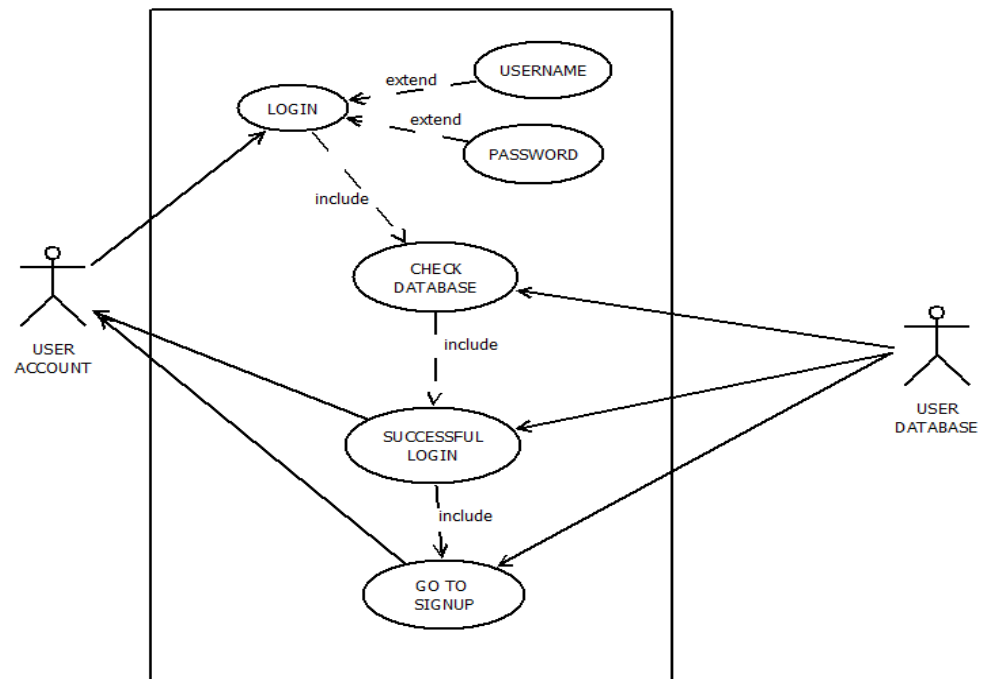 USERNAME
extend
LOGIN
extend
PASSWORD
include
CHECK
DATABASE
include
USER
ACCOUNT
USER
DATABASE
SUCCESSFUL
LOGIN
include
GO TO
SIGNUP